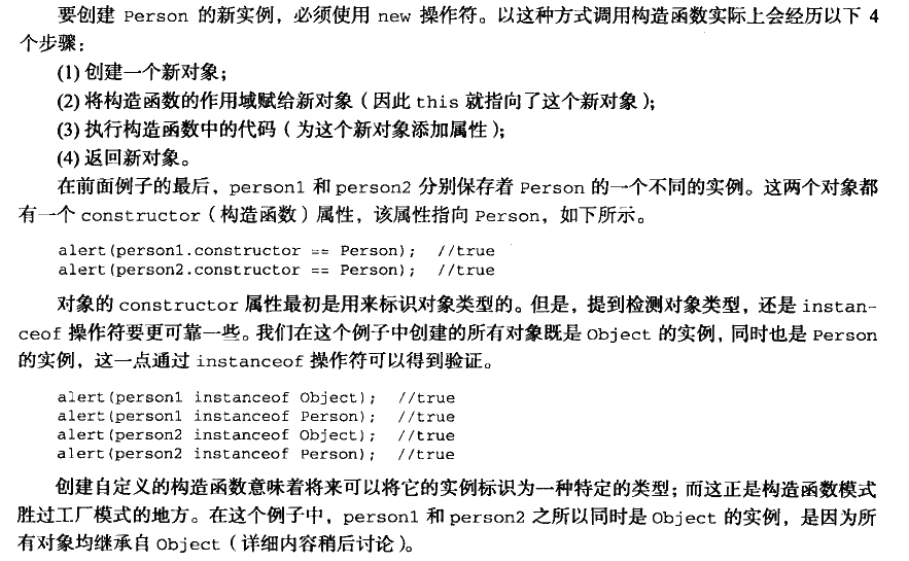 要创建 Person 的新实例，必须使用 new 操作符。以这种方式调用构造函数实际上会经历以下 4
个步骤：
(1) 创建一个新对象；
(2) 将构造函数的作用域赋给新对象（因此 this 就指向了这个新对象）；
(3) 执行构造函数中的代码（为这个新对象添加属性）；
(4) 返回新对象。
在前面例子的最后，person1 和 person2 分别保存着 Person 的一个不同的实例。这两个对象都
有一个 constructor（构造函数）属性，该属性指向 Person，如下所示。
alert(person1.constructor == Person); //true
alert(person2.constructor == Person); //true
对象的 constructor 属性最初是用来标识对象类型的。但是，提到检测对象类型，还是 instan-
ceof 操作符要更可靠一些。我们在这个例子中创建的所有对象既是 Object 的实例，同时也是 Person
的实例，这一点通过 instanceof 操作符可以得到验证。
alert(person1 instanceof Object); //true
alert(person1 instanceof Person); //true
alert(person2 instanceof Object); //true
alert(person2 instanceof Person); //true
创建自定义的构造函数意味着将来可以将它的实例标识为一种特定的类型；而这正是构造函数模式
胜过工厂模式的地方。在这个例子中，person1 和 person2 之所以同时是 Object 的实例，是因为所
有对象均继承自 Object（详细内容稍后讨论）。